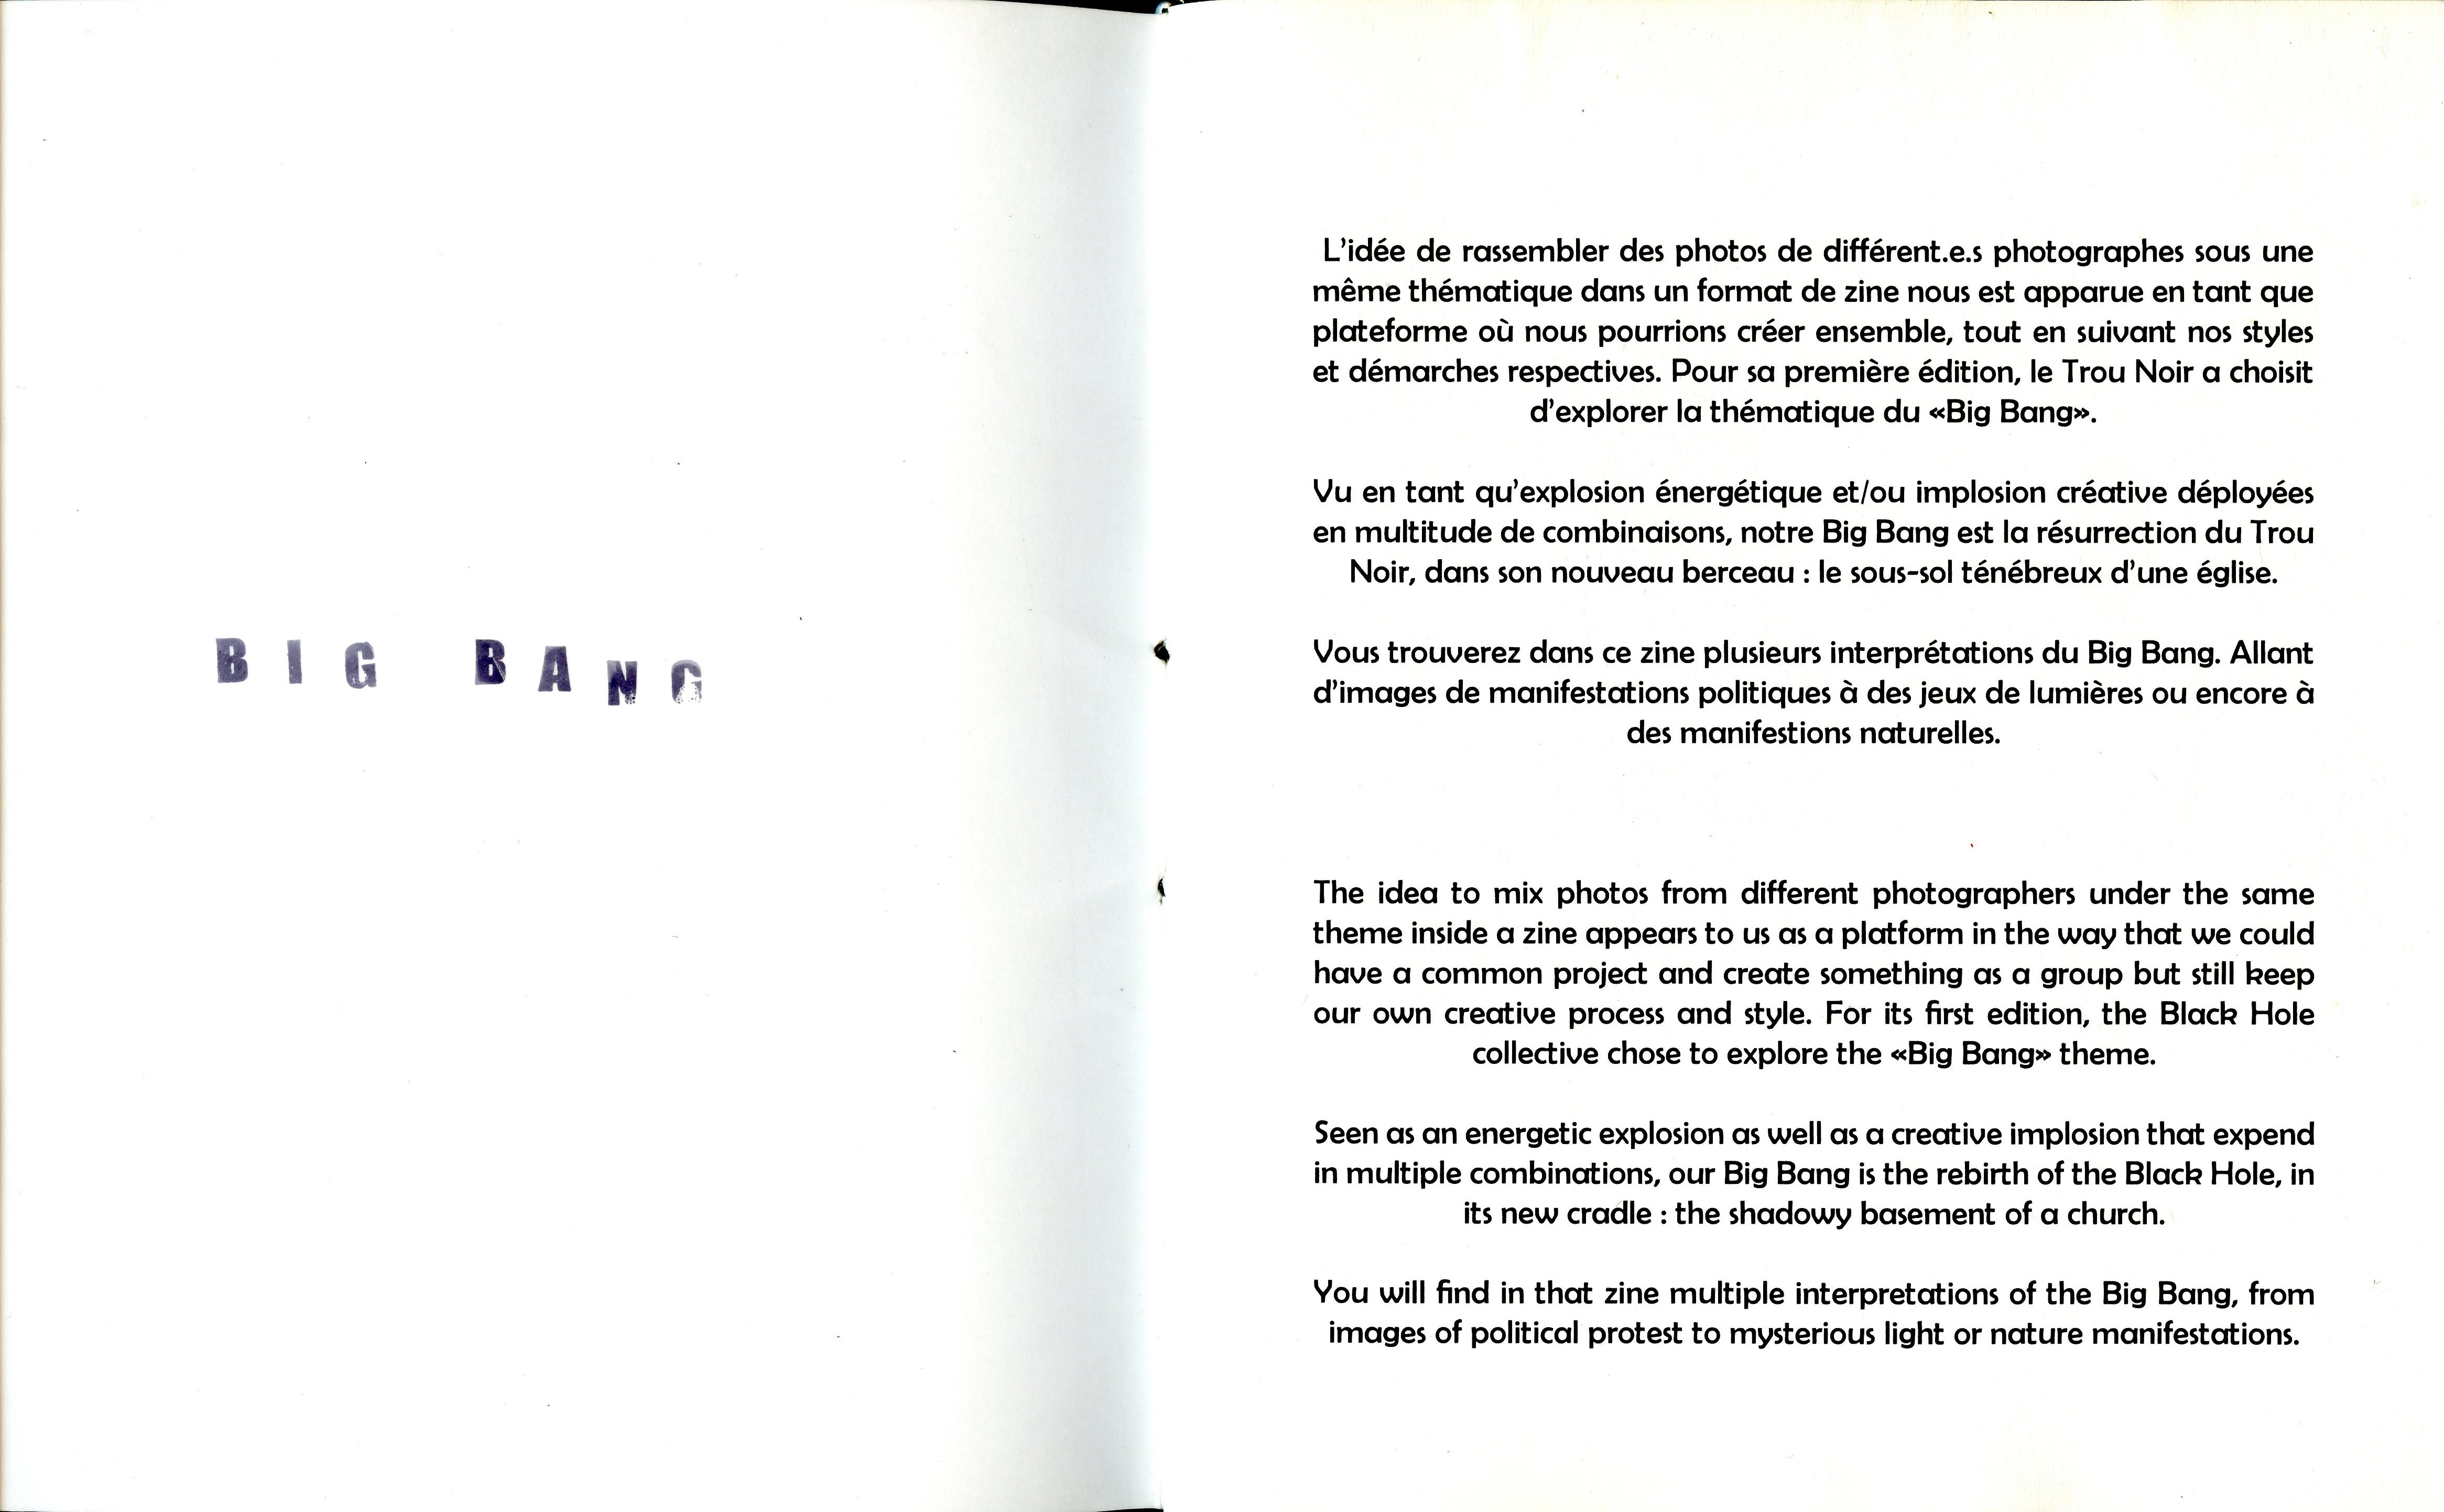 BIG BANG
L'idée de rassembler des photos de différent.e.s photographes sous une
même thématique dans un format de zine nous est apparue en tant que
plateforme où nous pourrions créer ensemble, tout en suivant nos styles
et démarches respectives. Pour sa première édition, le Trou Noir a choisit
d'explorer la thématique du «Big Bang».
Vu en tant qu'explosion énergétique et/ou implosion créative déployées
en multitude de combinaisons, notre Big Bang est la résurrection du Trou
Noir, dans son nouveau berceau : le sous-sol ténébreux d'une église.
Vous trouverez dans ce zine plusieurs interprétations du Big Bang. Allant
d'images de manifestations politiques à des jeux de lumières ou encore à
des manifestions naturelles.
The idea to mix photos from different photographers under the same
theme inside a zine appears to us as a platform in the way that we could
have a common project and create something as a group but still keep
our own creative process and style. For its first edition, the Black Hole
collective chose to explore the «Big Bang» theme.
Seen as an energetic explosion as well as a creative implosion that expend
in multiple combinations, our Big Bang is the rebirth of the Black Hole, in
its new cradle : the shadowy basement of a church.
You will find in that zine multiple interpretations of the Big Bang, from
images of political protest to mysterious light or nature manifestations.